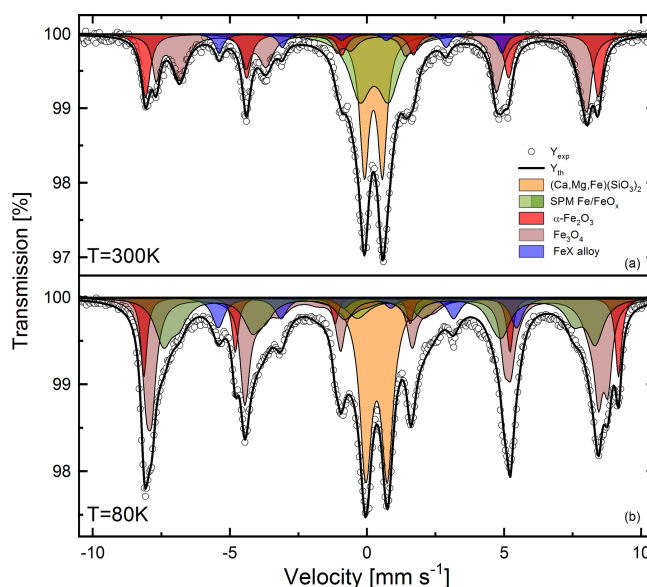 100
99
98
97
Transmission [%]
Y_exp
Y_th
(Ca,Mg,Fe)(SiO₃)₂
SPM Fe/FeOₓ
α-Fe₂O₃
Fe₃O₄
FeX alloy
T=300K
(a)
100
99
98
T=80K
(b)
-10 -5 0 5 10
Velocity [mm s⁻¹]